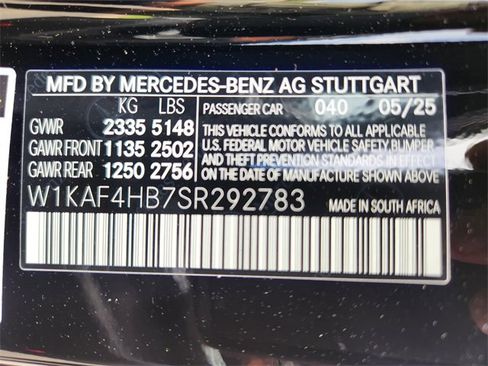 MFD BY MERCEDES-BENZ AG STUTTGART
KG LBS
GWR 2335 5148
GAWR FRONT 1135 2502
GAWR REAR 1250 2756
PASSENGER CAR 040 05/25
THIS VEHICLE CONFORMS TO ALL APPLICABLE
U.S. FEDERAL MOTOR VEHICLE SAFETY,BUMPER
AND THEFT PREVENTION STANDARDS IN
EFFECT ON THE DATE OF MANUFACTURE
SHOWN ABOVE.
W1KAF4HB7SR292783
MADE IN SOUTH AFRICA